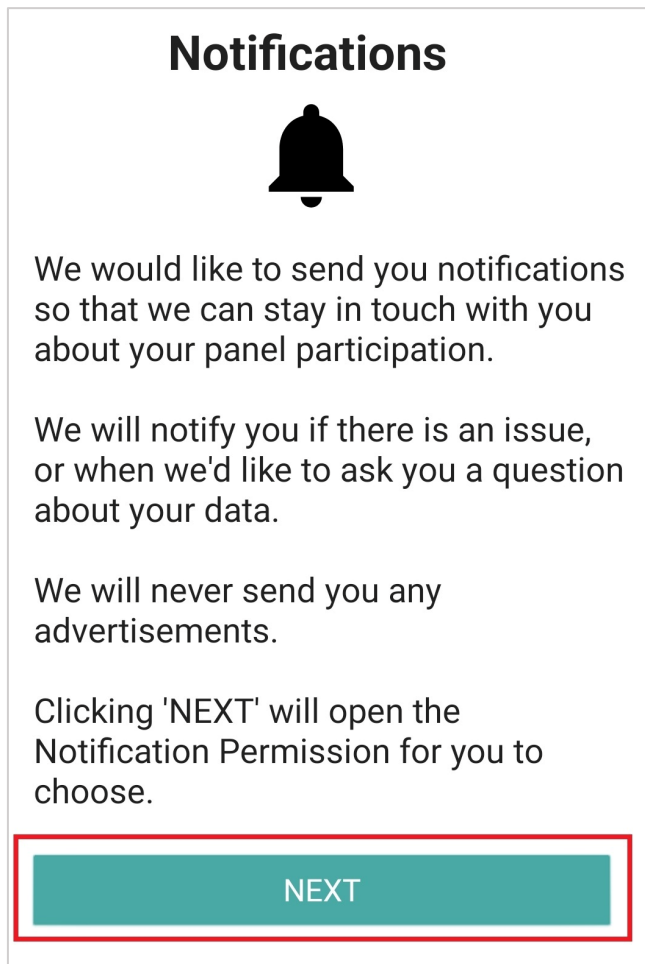 Notifications
We would like to send you notifications
so that we can stay in touch with you
about your panel participation.
We will notify you if there is an issue,
or when we'd like to ask you a question
about your data.
We will never send you any
advertisements.
Clicking 'NEXT' will open the
Notification Permission for you to
choose.
NEXT